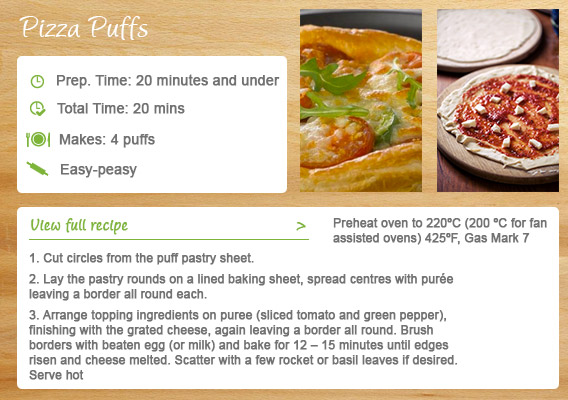 Pizza Puffs
Prep. Time: 20 minutes and under
Total Time: 20 mins
Makes: 4 puffs
Easy-peasy
View full recipe >
Preheat oven to 220ºC (200 ºC for fan
assisted ovens) 425ºF, Gas Mark 7
1. Cut circles from the puff pastry sheet.
2. Lay the pastry rounds on a lined baking sheet, spread centres with purée
leaving a border all round each.
3. Arrange topping ingredients on puree (sliced tomato and green pepper),
finishing with the grated cheese, again leaving a border all round. Brush
borders with beaten egg (or milk) and bake for 12 – 15 minutes until edges
risen and cheese melted. Scatter with a few rocket or basil leaves if desired.
Serve hot